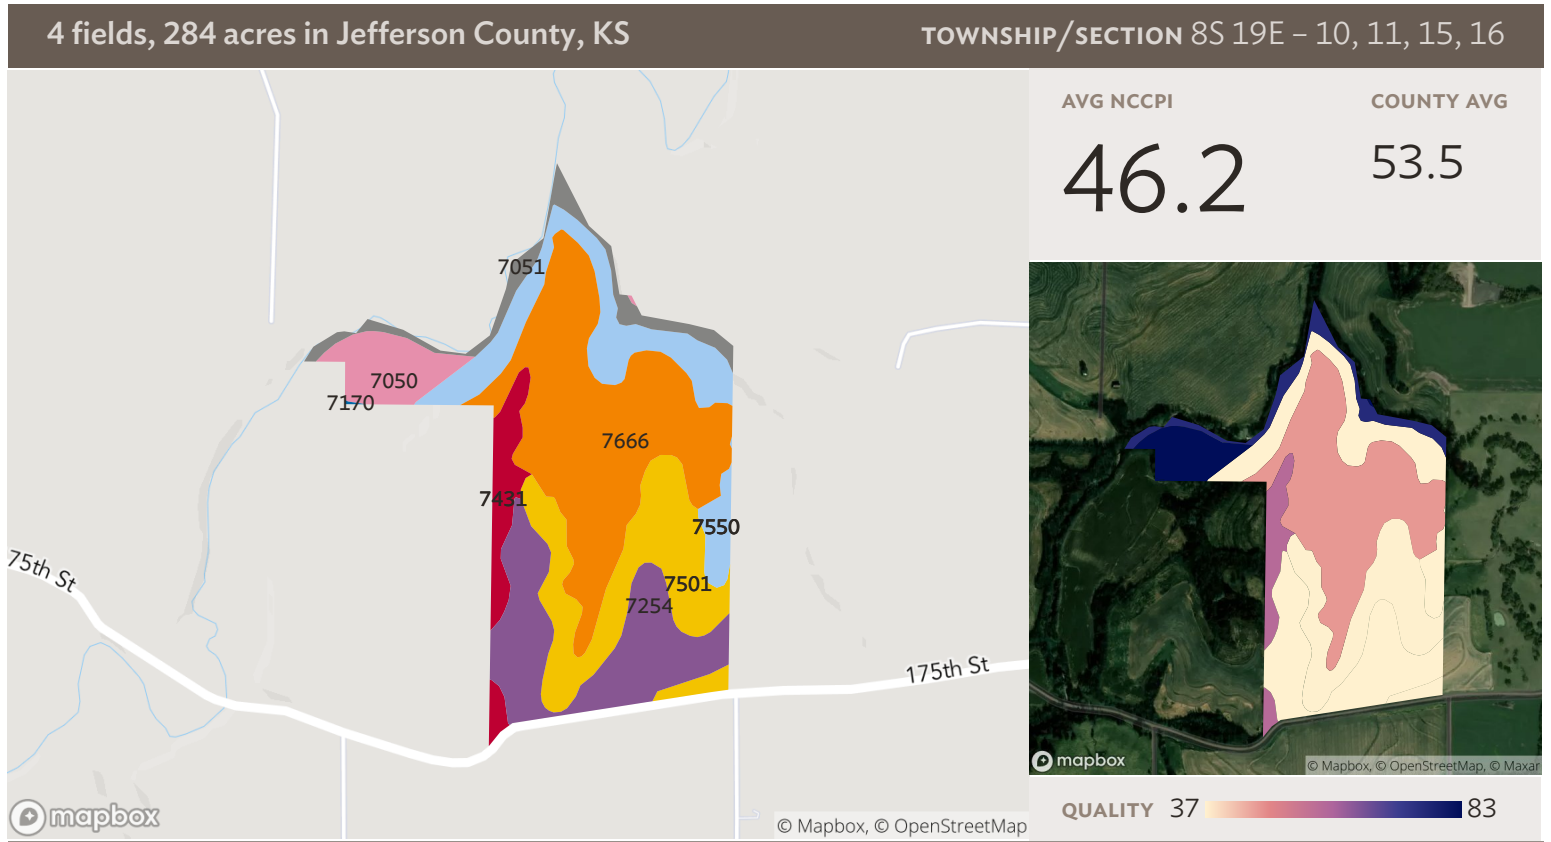 4 fields, 284 acres in Jefferson County, KS
TOWNSHIP/SECTION 8S 19E – 10, 11, 15, 16
AVG NCCPI
COUNTY AVG
46.2
53.5
7051
7050
7170
7666
7431
7550
7501
7254
75th St
175th St
mapbox
© Mapbox, © OpenStreetMap
mapbox
© Mapbox, © OpenStreetMap, © Maxar
QUALITY 37 83